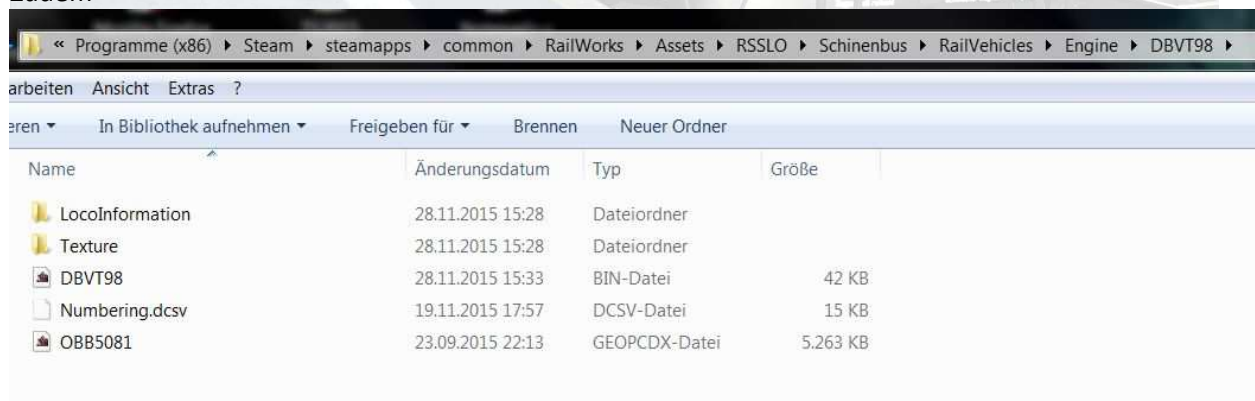 « Programme (x86) ▸ Steam ▸ steamapps ▸ common ▸ RailWorks ▸ Assets ▸ RSSLO ▸ Schinenbus ▸ RailVehicles ▸ Engine ▸ DBVT98 ▸
arbeiten Ansicht Extras ?
eren ▾ In Bibliothek aufnehmen ▾ Freigeben für ▾ Brennen Neuer Ordner
Name Änderungsdatum Typ Größe
LocoInformation 28.11.2015 15:28 Dateiordner
Texture 28.11.2015 15:28 Dateiordner
DBVT98 28.11.2015 15:33 BIN-Datei 42 KB
Numbering.dcsv 19.11.2015 17:57 DCSV-Datei 15 KB
OBB5081 23.09.2015 22:13 GEOPCDX-Datei 5.263 KB